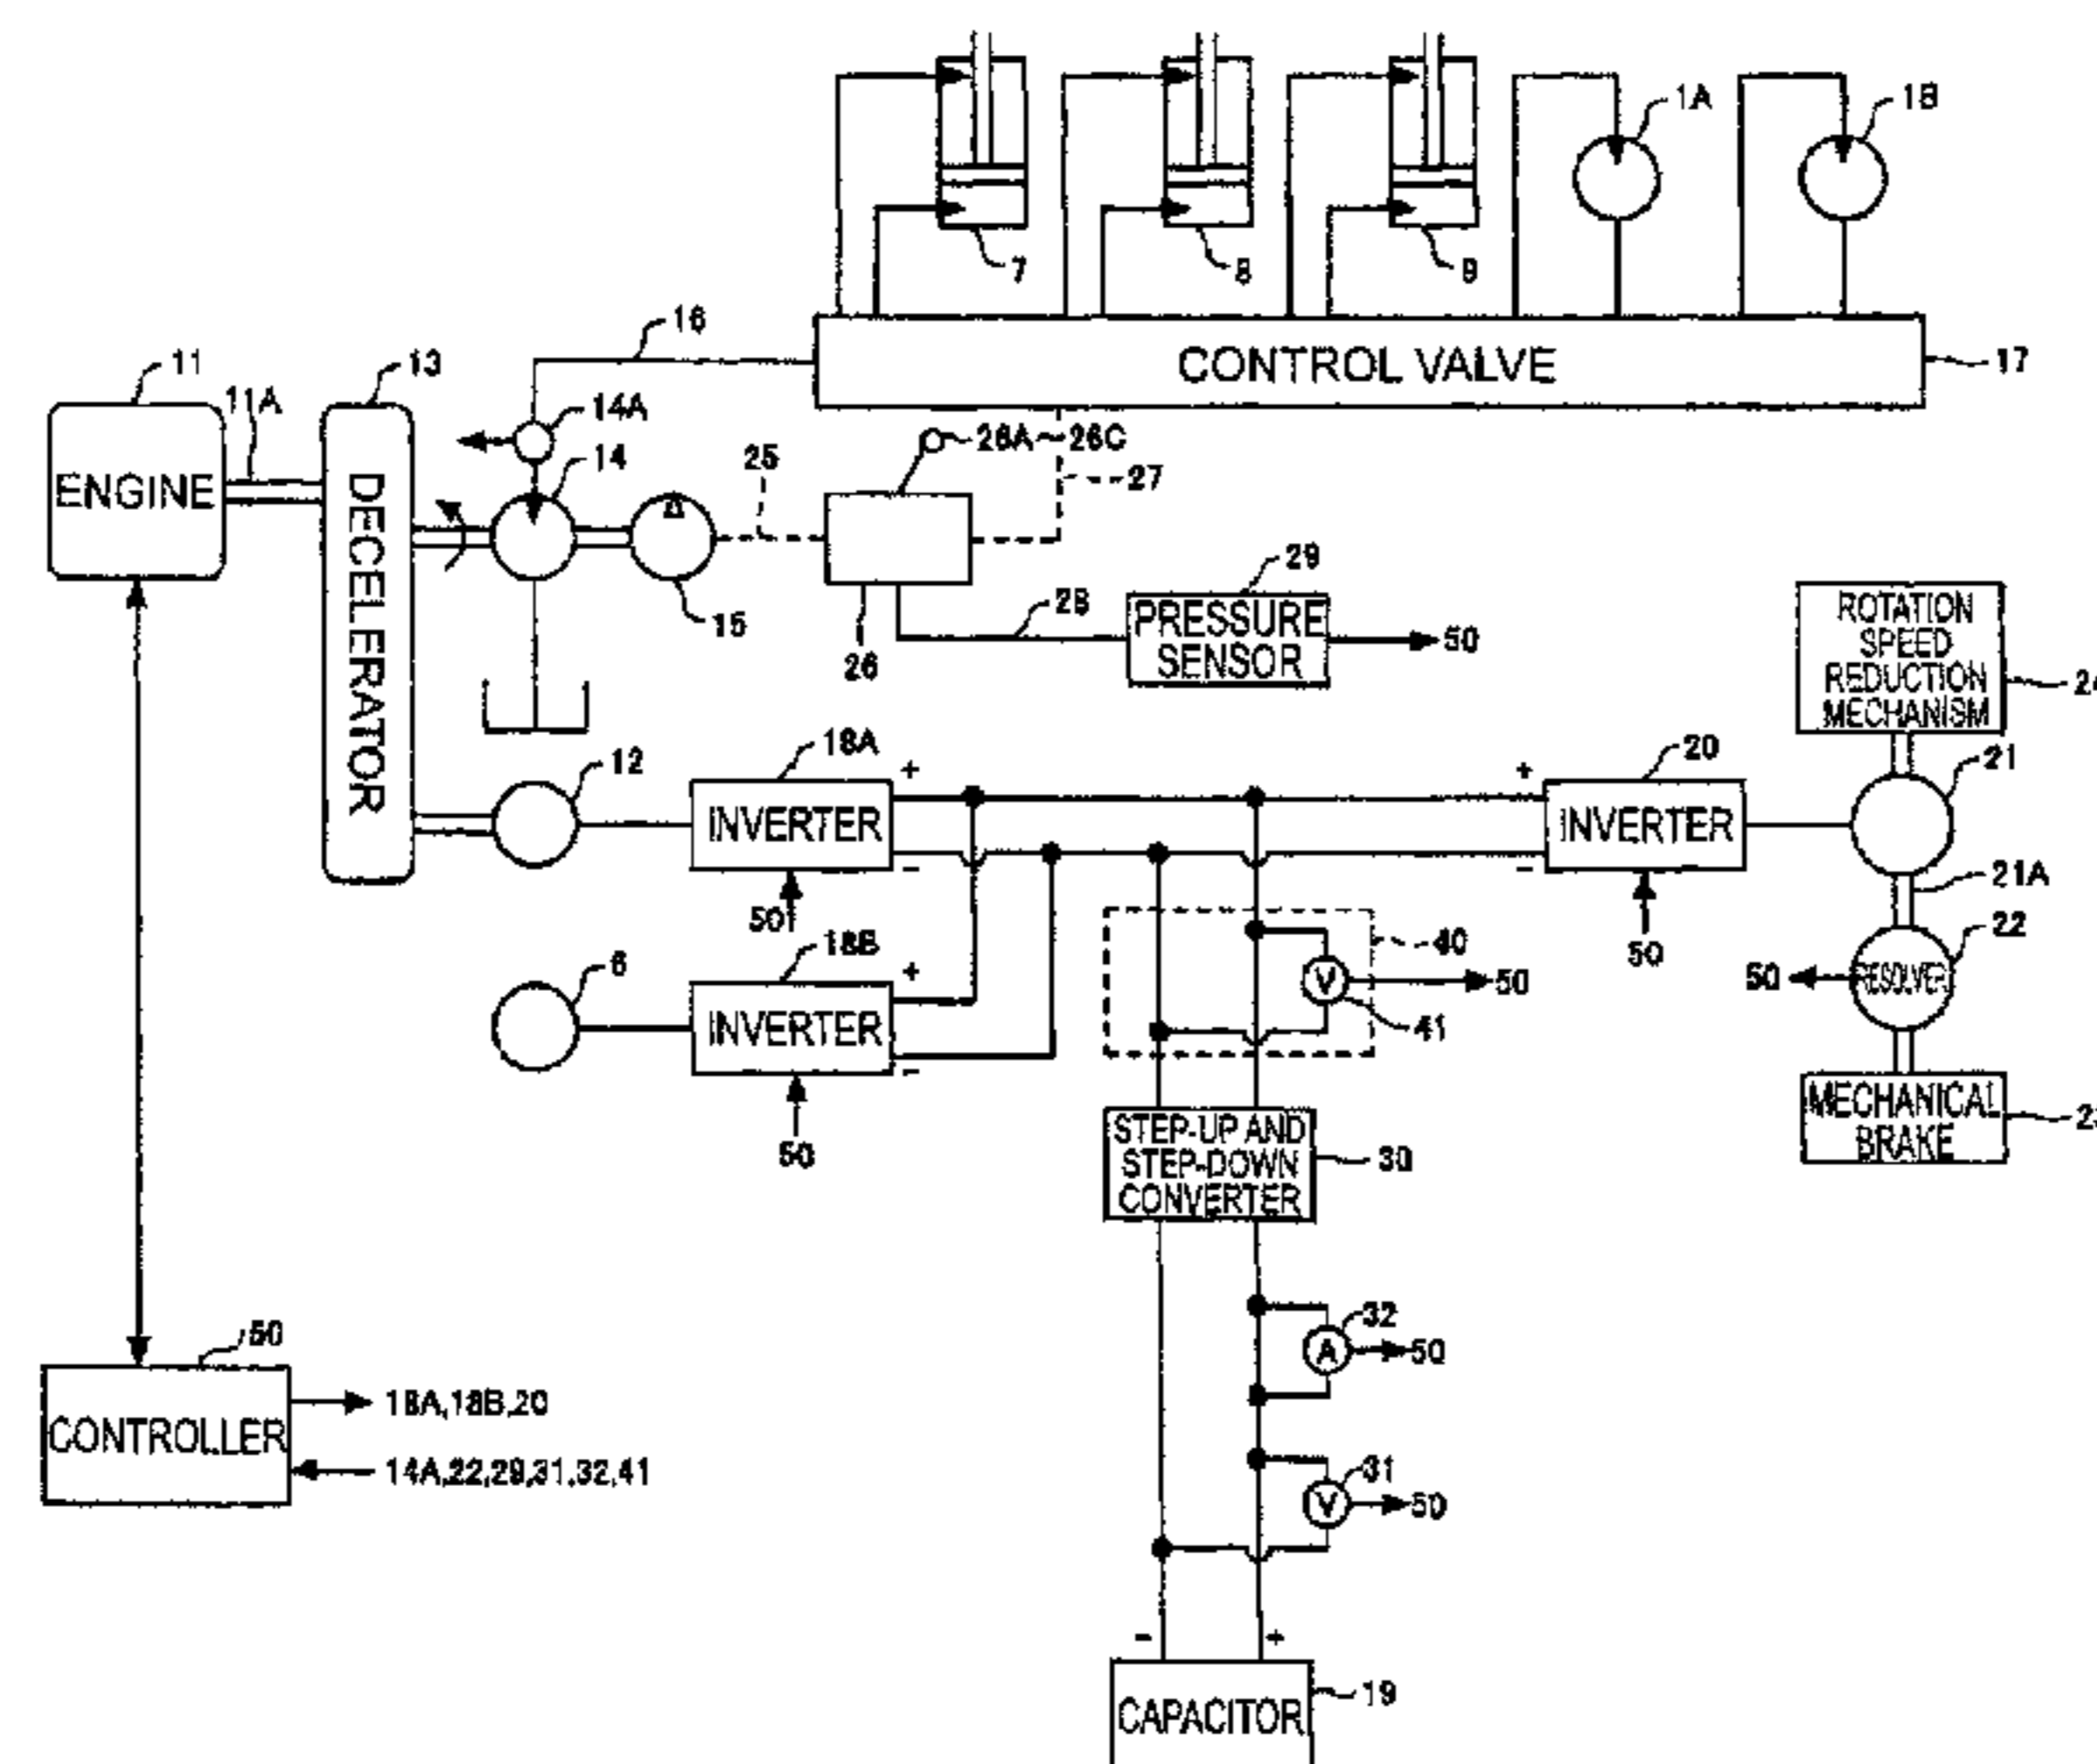 1A
1B
7
8
9
16
CONTROL VALVE
17
11
11A
13
14A
26A~26C
ENGINE
DECELERATOR
14
25
27
15
26
28
29
PRESSURE
SENSOR
50
ROTATION
SPEED
REDUCTION
MECHANISM
12
18A
+
INVERTER
-
50
+
20
INVERTER
-
50
21
21A
22
50
RESOLVER
6
18B
+
INVERTER
-
50
40
V
50
41
MECHANICAL
BRAKE
STEP-UP AND
STEP-DOWN
CONVERTER
30
32
A
50
50
CONTROLLER
18A,18B,20
14A,22,29,31,32,41
31
V
50
-
+
CAPACITOR
19